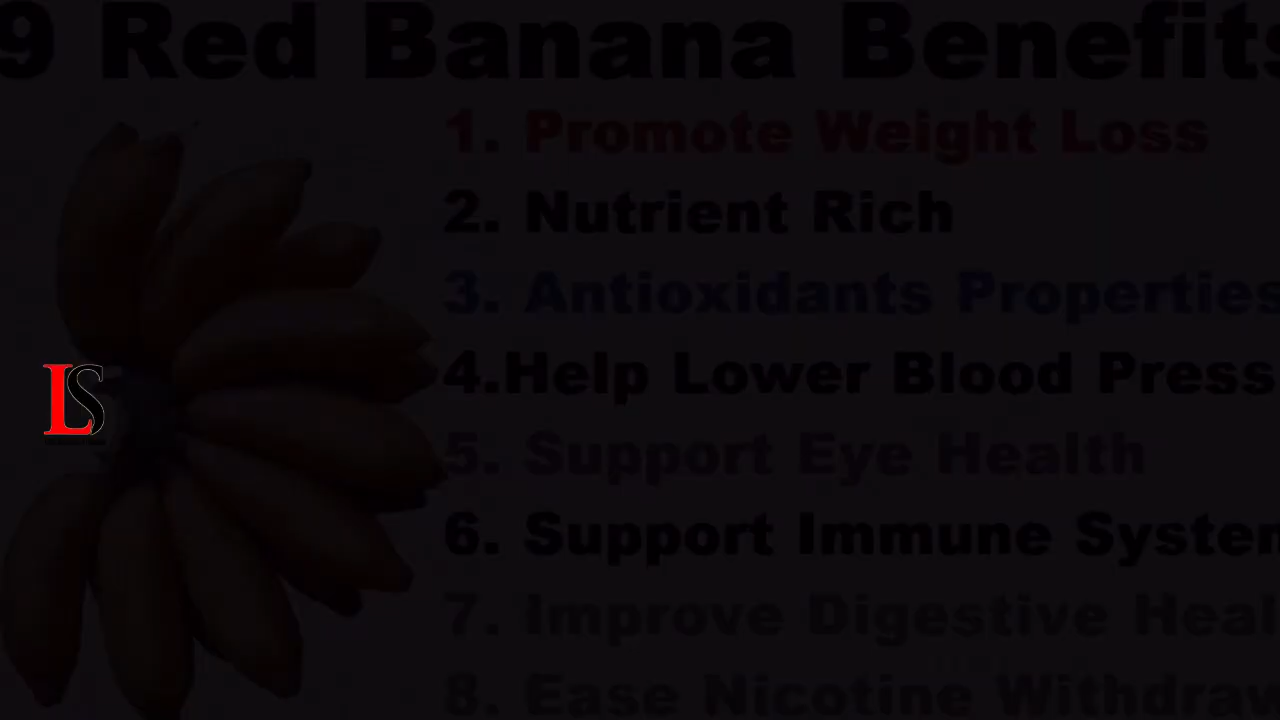 9 Red Banana Benefits
1. Promote Weight Loss
2. Nutrient Rich
3. Antioxidants Properties
4.Help Lower Blood Press
5. Support Eye Health
6. Support Immune System
7. Improve Digestive Heal
8. Ease Nicotine Withdraw
LS